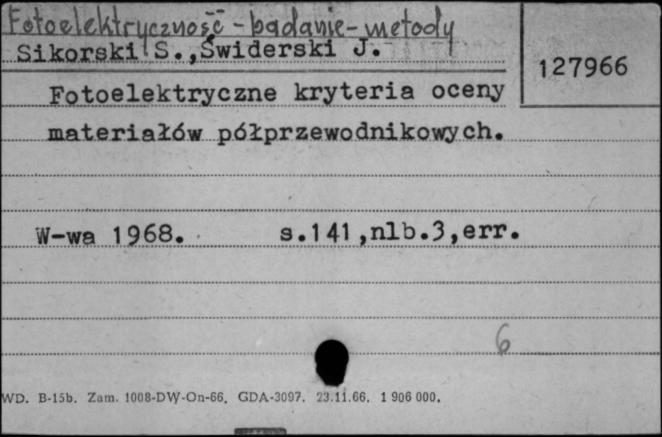 Fotoelektryczność - badanie - metody
Sikorski S., Świderski J.
127966
Fotoelektryczne kryteria oceny
materiałów półprzewodnikowych.
W-wa 1968. s.141,nlb.3,err.
6
WD. B-15b. Zam. 1008-DW-On-66. GDA-3097. 23.11.66. 1 906 000.